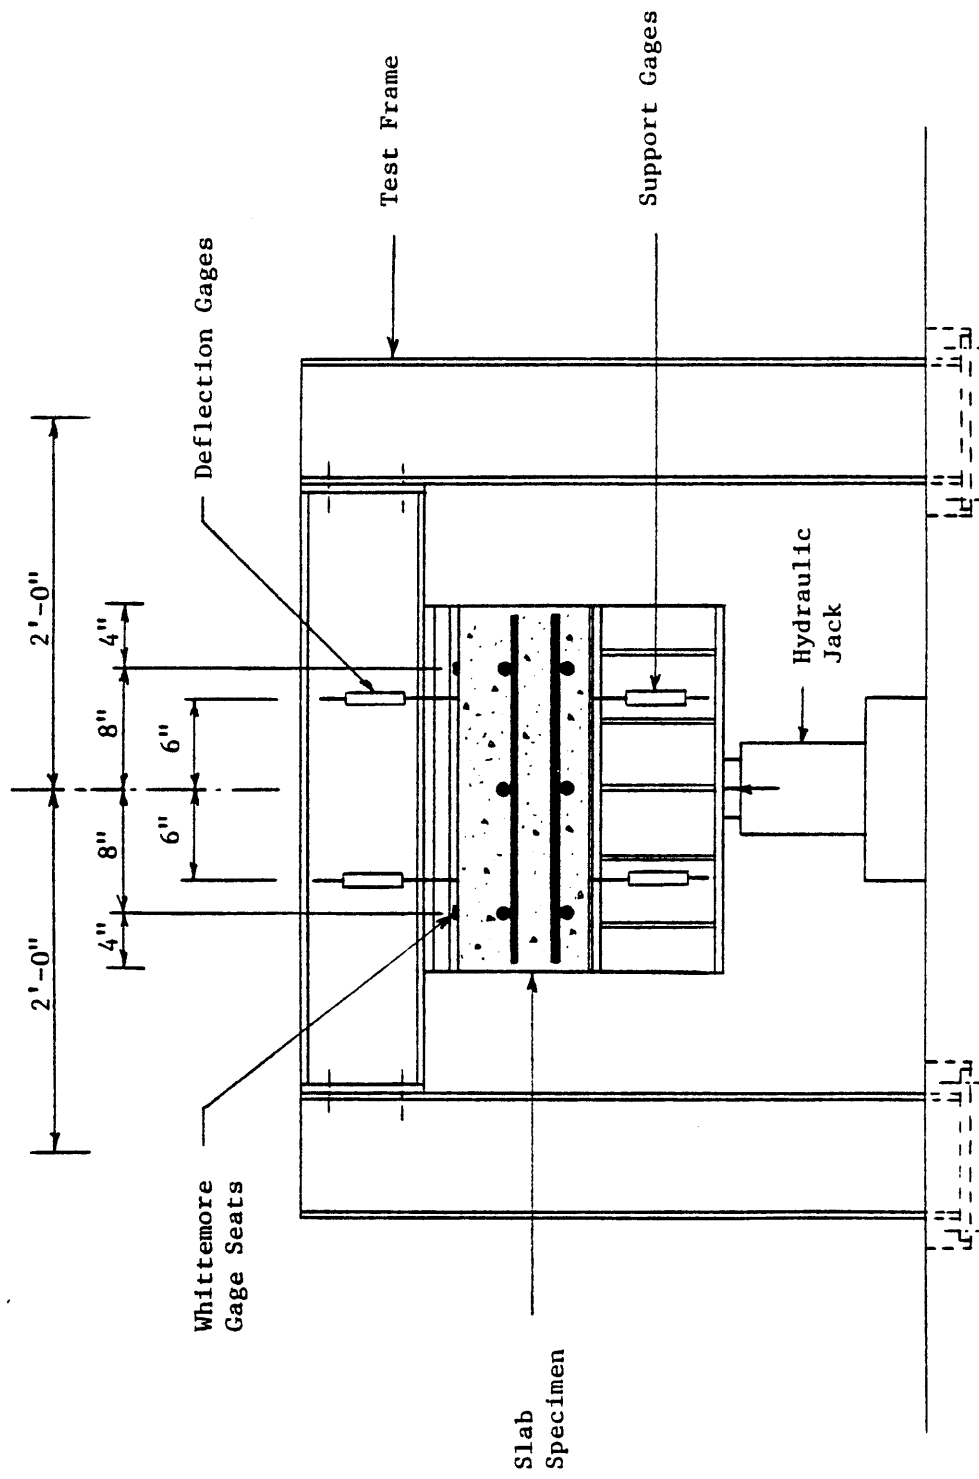 2'-0"
2'-0"
4"
8"
8"
4"
6"
6"
Whittemore
Gage Seats
Deflection Gages
Test Frame
Slab
Specimen
Support Gages
Hydraulic
Jack